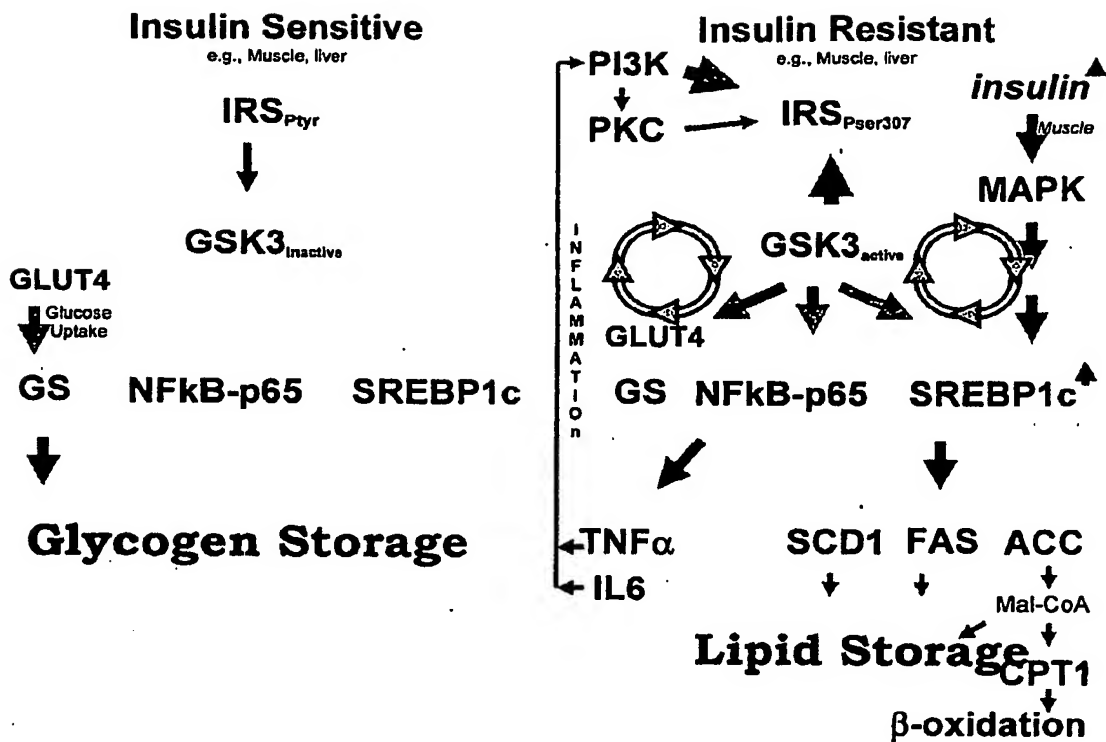 Insulin Sensitive
e.g., Muscle, liver
IRSPtyr
GSK3Inactive
GLUT4
Glucose
Uptake
GS NFkB-p65 SREBP1c
Glycogen Storage
Insulin Resistant
e.g., Muscle, liver
PI3K
PKC
IRSPser307
insulin
Muscle
MAPK
INFLAMMATIOn
GSK3active
GLUT4
GS NFkB-p65 SREBP1c
TNFα
IL6
SCD1 FAS ACC
Mal-CoA
Lipid Storage
CPT1
β-oxidation